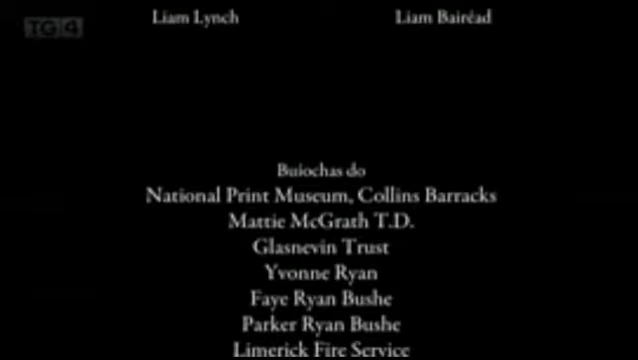 TG4
Liam Lynch Liam Bairéad
Buíochas do
National Print Museum, Collins Barracks
Mattie McGrath T.D.
Glasnevin Trust
Yvonne Ryan
Faye Ryan Bushe
Parker Ryan Bushe
Limerick Fire Service